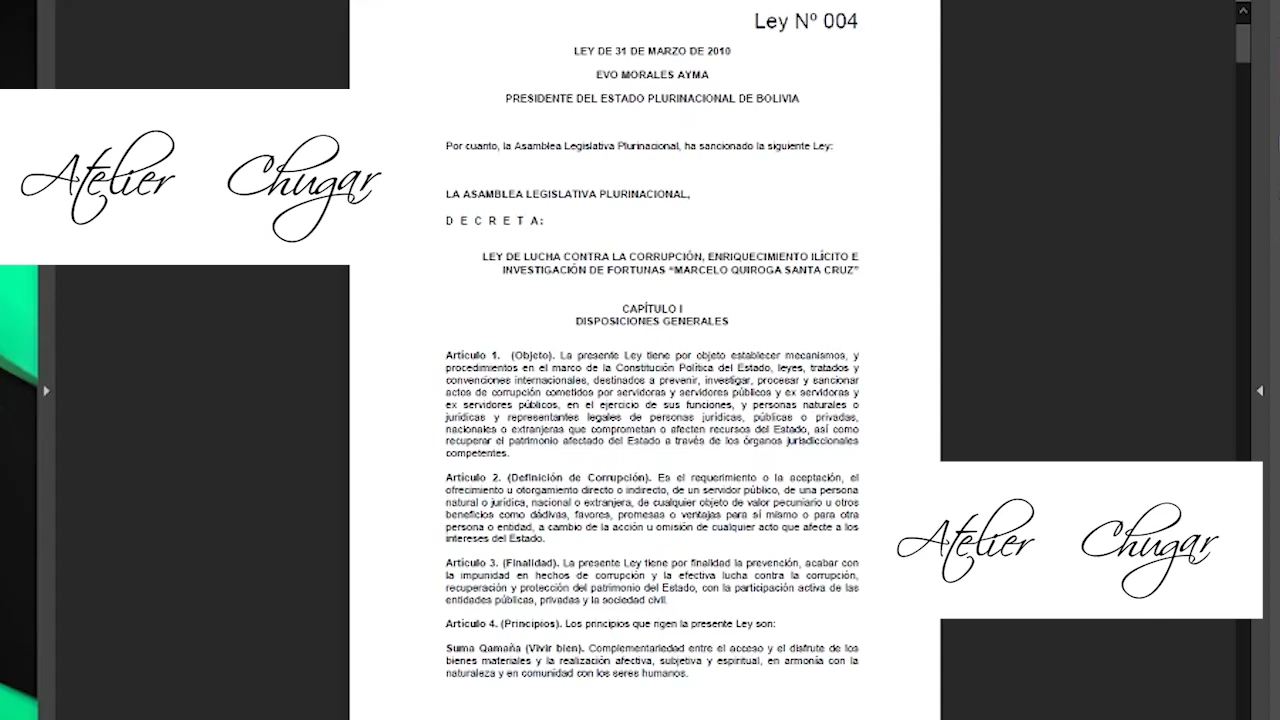 Ley Nº 004
LEY DE 31 DE MARZO DE 2010
EVO MORALES AYMA
PRESIDENTE DEL ESTADO PLURINACIONAL DE BOLIVIA
Atelier Chugar
Por cuanto, la Asamblea Legislativa Plurinacional, ha sancionado la siguiente Ley:
LA ASAMBLEA LEGISLATIVA PLURINACIONAL,
D E C R E T A:
LEY DE LUCHA CONTRA LA CORRUPCIÓN, ENRIQUECIMIENTO ILÍCITO E
INVESTIGACIÓN DE FORTUNAS “MARCELO QUIROGA SANTA CRUZ”
CAPÍTULO I
DISPOSICIONES GENERALES
Artículo 1. (Objeto). La presente Ley tiene por objeto establecer mecanismos, y
procedimientos en el marco de la Constitución Política del Estado, leyes, tratados y
convenciones internacionales, destinados a prevenir, investigar, procesar y sancionar
actos de corrupción cometidos por servidoras y servidores públicos y ex servidoras y
ex servidores públicos, en el ejercicio de sus funciones, y personas naturales o
jurídicas y representantes legales de personas jurídicas, públicas o privadas,
nacionales o extranjeras que comprometan o afecten recursos del Estado, así como
recuperar el patrimonio afectado del Estado a través de los órganos jurisdiccionales
competentes.
Artículo 2. (Definición de Corrupción). Es el requerimiento o la aceptación, el
ofrecimiento u otorgamiento directo o indirecto, de un servidor público, de una persona
natural o jurídica, nacional o extranjera, de cualquier objeto de valor pecuniario u otros
beneficios como dádivas, favores, promesas o ventajas para sí mismo o para otra
persona o entidad, a cambio de la acción u omisión de cualquier acto que afecte a los
intereses del Estado.
Atelier Chugar
Artículo 3. (Finalidad). La presente Ley tiene por finalidad la prevención, acabar con
la impunidad en hechos de corrupción y la efectiva lucha contra la corrupción,
recuperación y protección del patrimonio del Estado, con la participación activa de las
entidades públicas, privadas y la sociedad civil.
Artículo 4. (Principios). Los principios que rigen la presente Ley son:
Suma Qamaña (Vivir bien). Complementariedad entre el acceso y el disfrute de los
bienes materiales y la realización afectiva, subjetiva y espiritual, en armonía con la
naturaleza y en comunidad con los seres humanos.